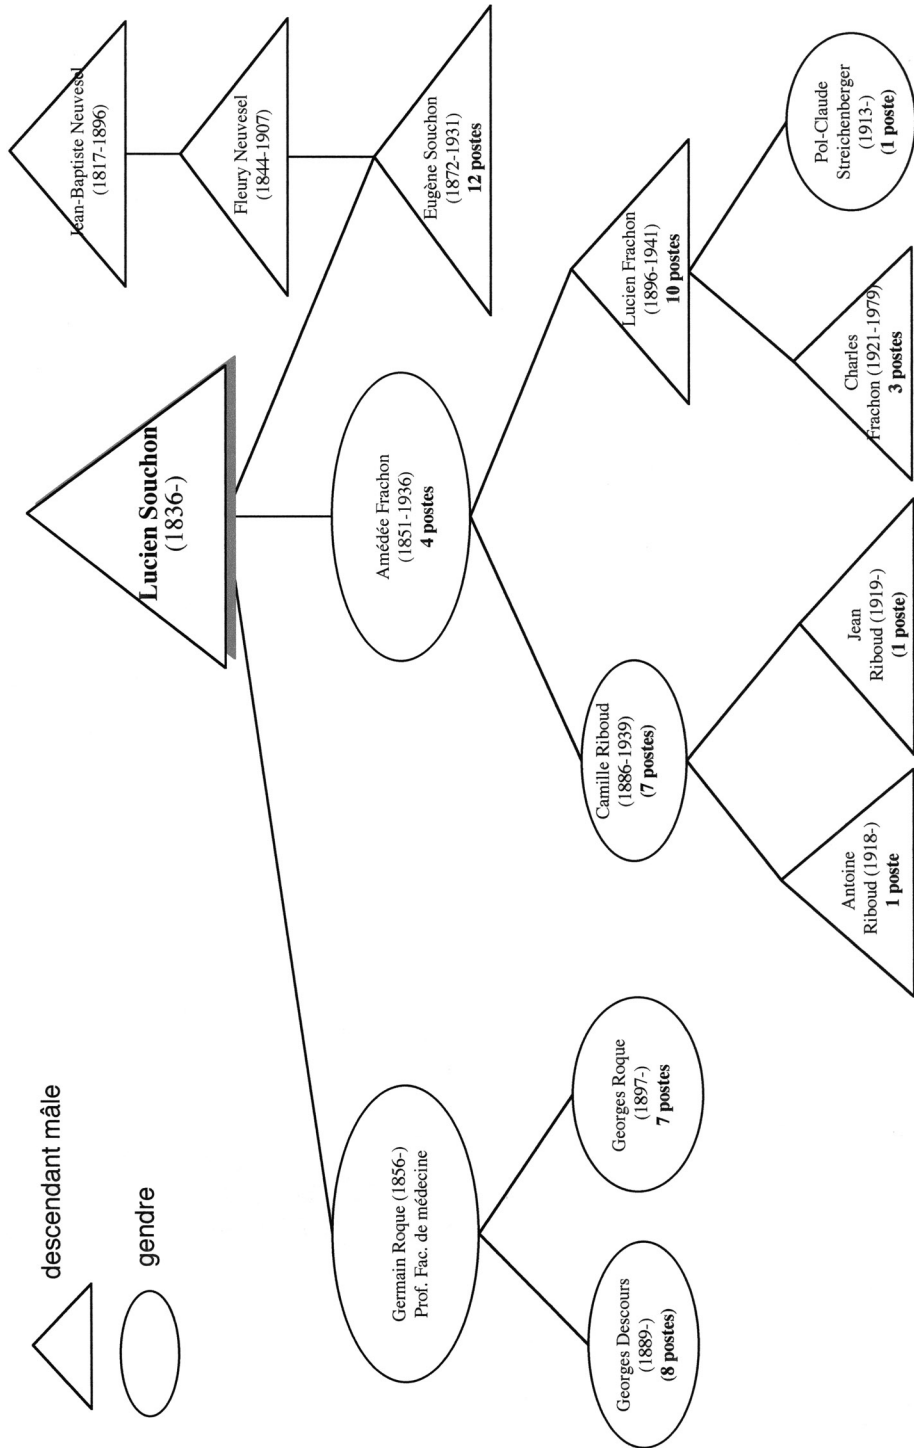 descendant mâle
gendre
Lucien Souchon
(1836-)
Jean-Baptiste Neuvesel
(1817-1896)
Fleury Neuvesel
(1844-1907)
Eugène Souchon
(1872-1931)
12 postes
Germain Roque (1856-)
Prof. Fac. de médecine
Amédée Frachon
(1851-1936)
4 postes
Georges Descours
(1889-)
(8 postes)
Georges Roque
(1897-)
7 postes
Camille Riboud
(1886-1939)
(7 postes)
Lucien Frachon
(1896-1941)
10 postes
Antoine
Riboud (1918-)
1 poste
Jean
Riboud (1919-)
(1 poste)
Charles
Frachon (1921-1979)
3 postes
Pol-Claude
Streichenberger
(1913-)
(1 poste)